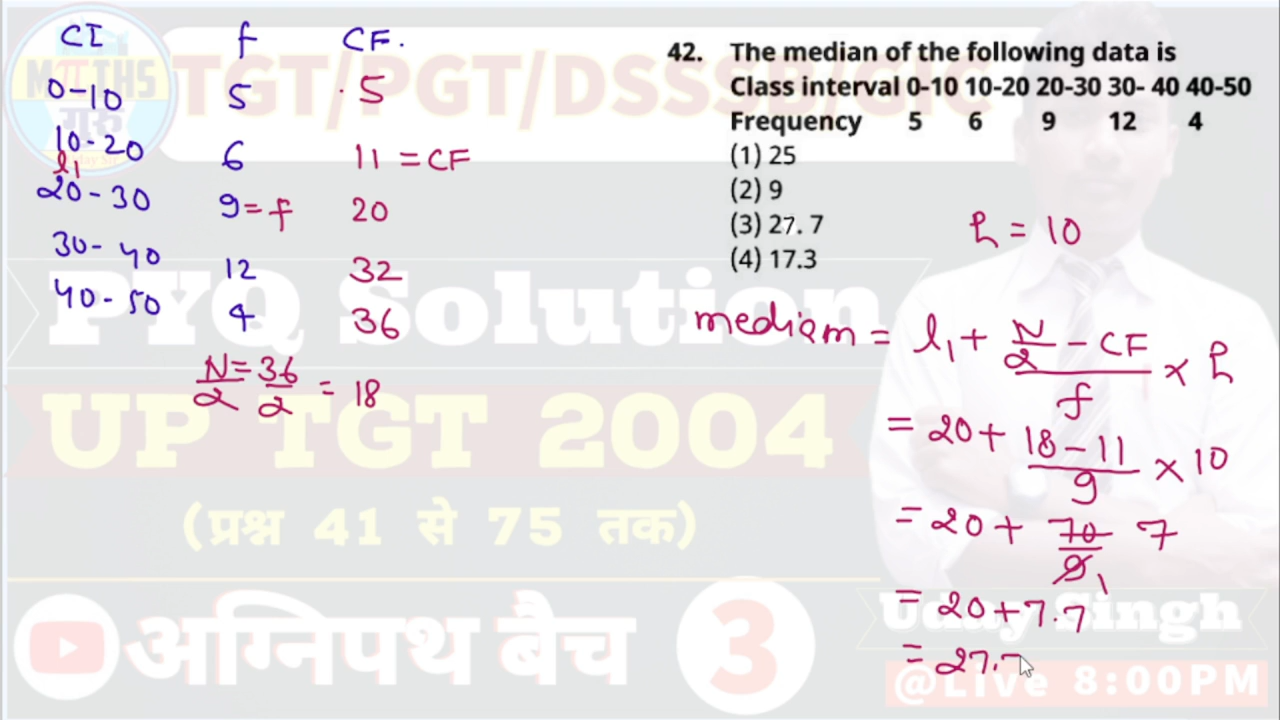 CI f CF.
0-10 5 . 5
10-20 6 11 = CF
l₁
20-30 9 = f 20
30-40 12 32
40-50 4 36
N/2 = 36/2 = 18
42. The median of the following data is
Class interval 0-10 10-20 20-30 30- 40 40-50
Frequency 5 6 9 12 4
(1) 25
(2) 9
(3) 27. 7
(4) 17.3
h = 10
median = l₁ + (N/2 - CF)/f × h
= 20 + (18-11)/9 × 10
= 20 + 70/9 7
1
= 20+7.7
= 27.7
TGT/PGT/DSSSB/GIC
PYQ Solution
UP TGT 2004
(प्रश्न 41 से 75 तक)
अग्निपथ बैच 3
Uday Singh
@Live 8:00PM